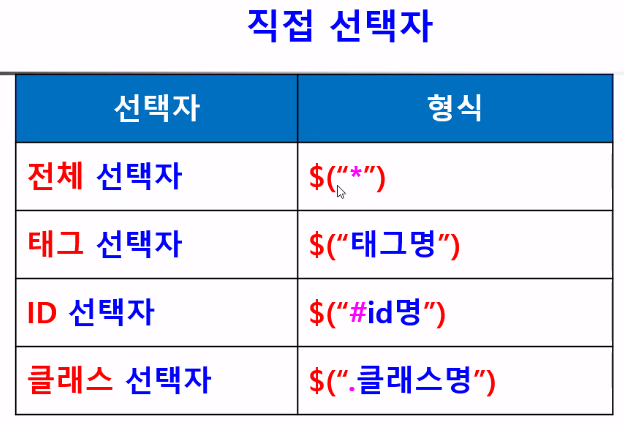 직접 선택자
선택자 형식
전체 선택자 $(“*”)
태그 선택자 $(“태그명”)
ID 선택자 $(“#id명”)
클래스 선택자 $(“.클래스명”)